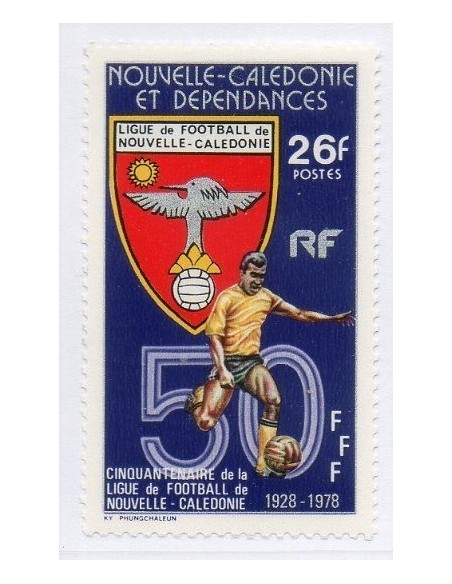 NOUVELLE-CALEDONIE
ET DEPENDANCES
LIGUE de FOOTBALL de
NOUVELLE-CALEDONIE
26F
POSTES
RF
50
FFF
CINQUANTENAIRE de la
LIGUE de FOOTBALL de
NOUVELLE - CALEDONIE
1928-1978
KY PHUNGCHALEUN